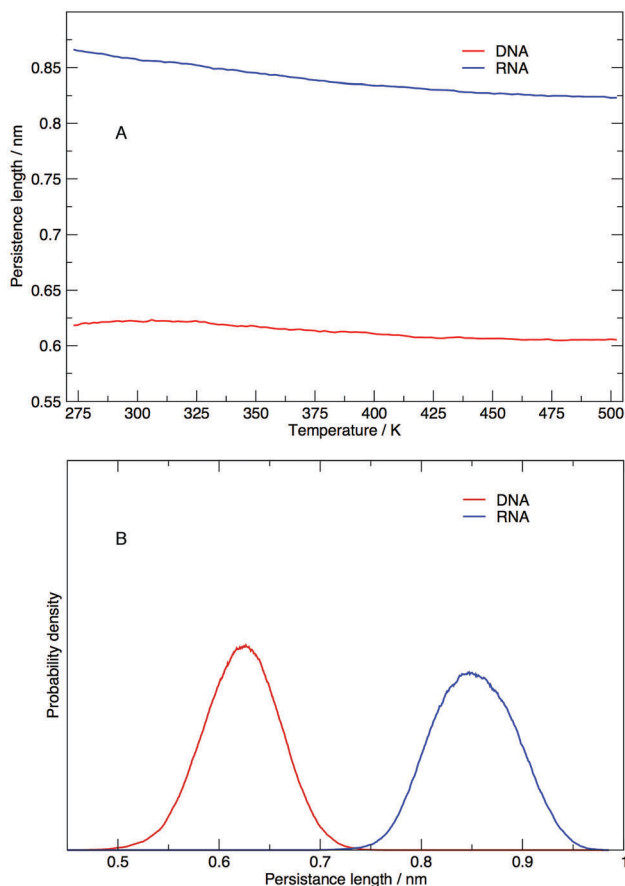 0.85
0.8
0.75
0.7
0.65
0.6
0.55
Persistence length / nm
A
DNA
RNA
275 300 325 350 375 400 425 450 475 500
Temperature / K
B
DNA
RNA
Probability density
0.5 0.6 0.7 0.8 0.9 1
Persistance length / nm